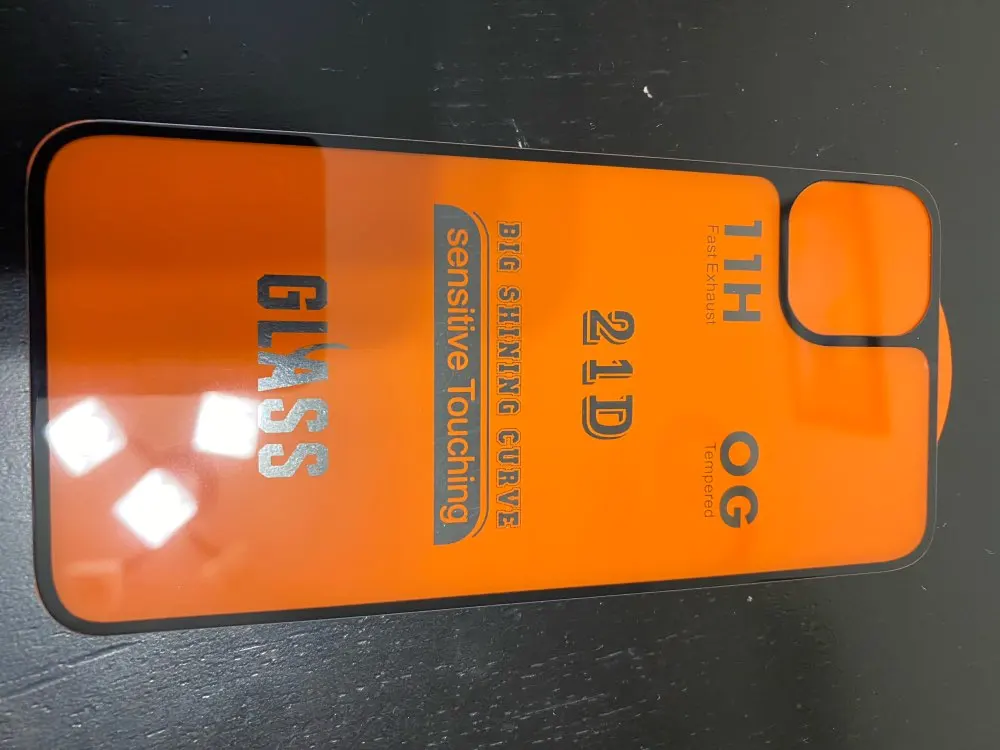 11H
Fast Exhaust
OG
Tempered
21D
BIG SHINING CURVE
sensitive Touching
GLASS